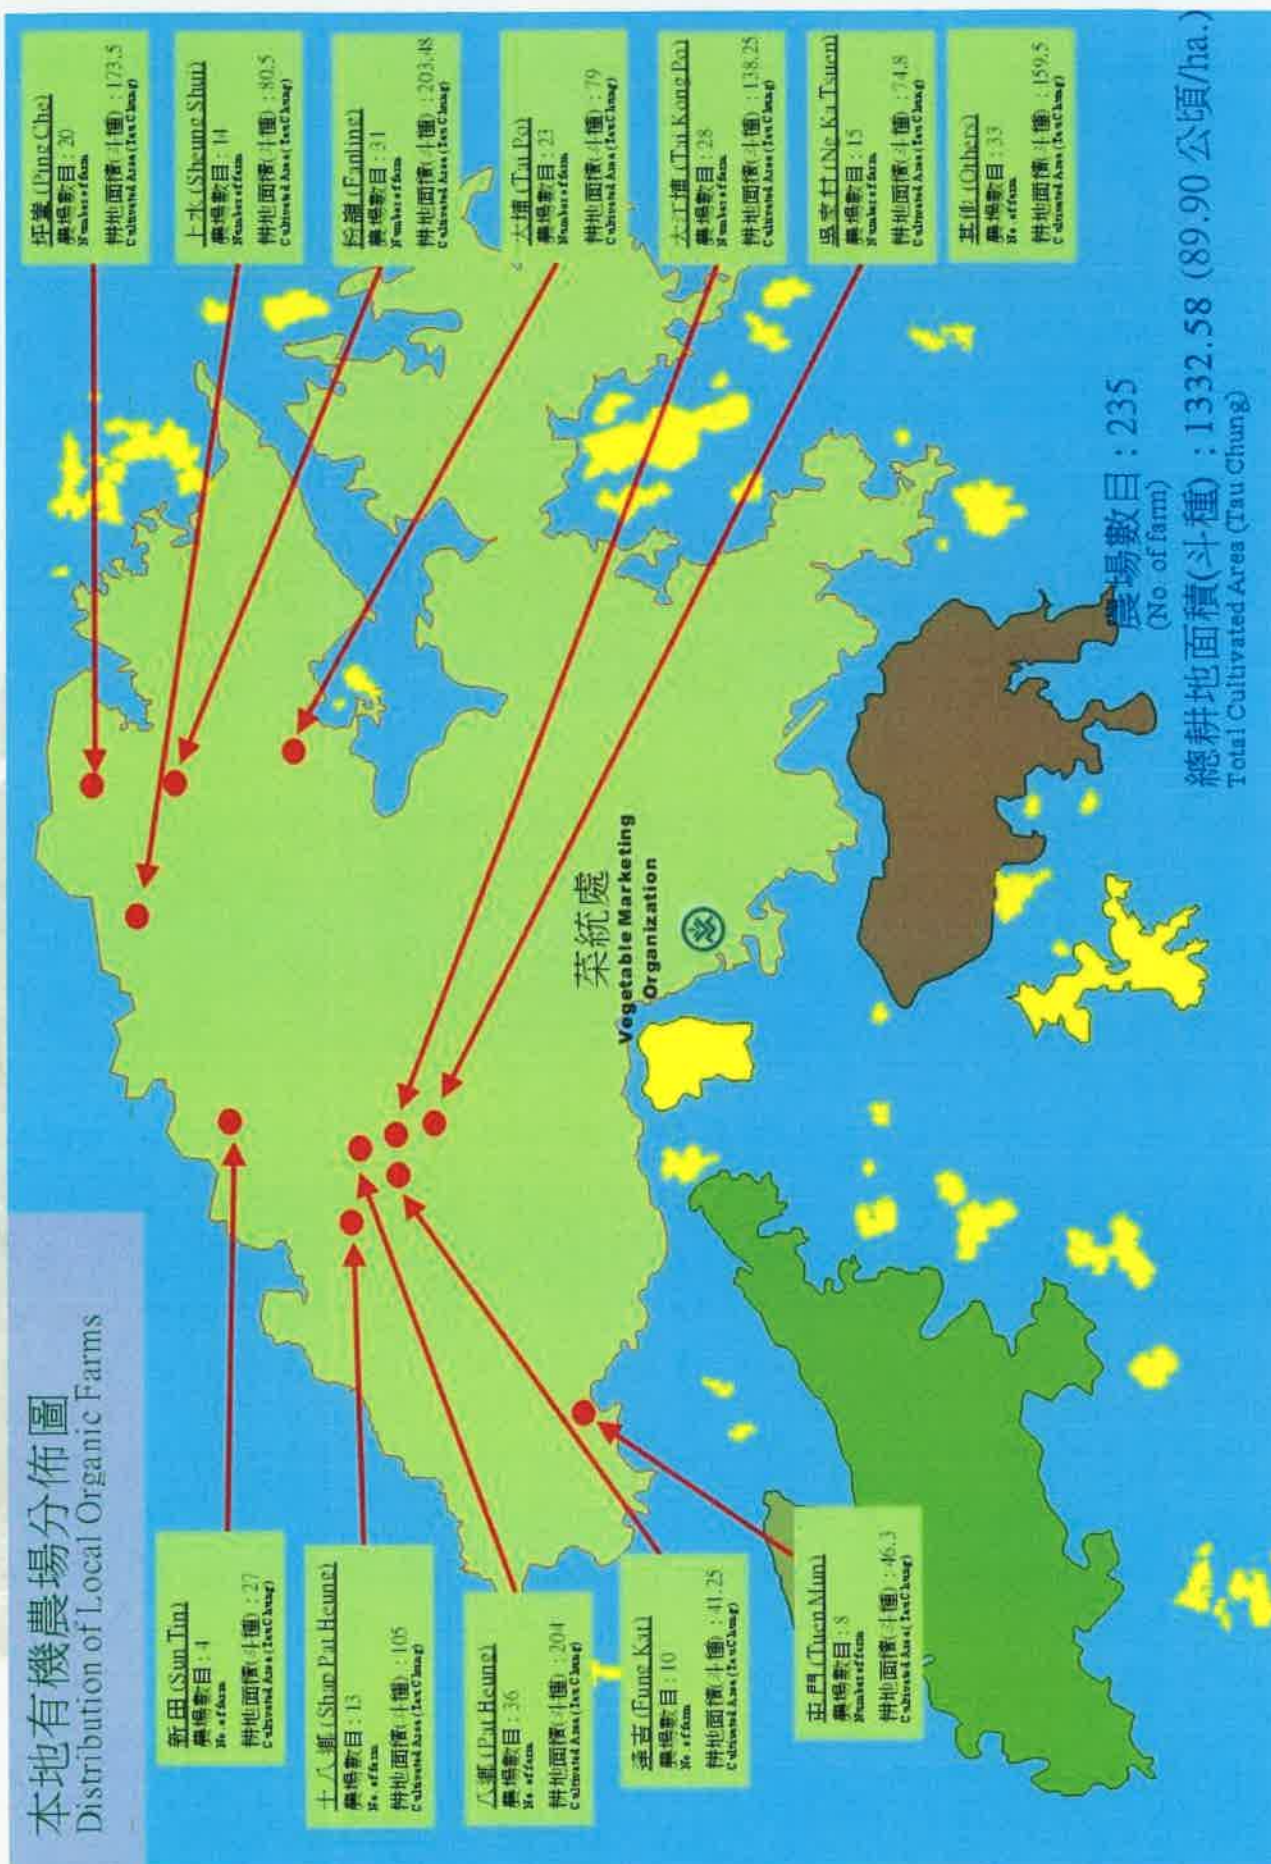 本地有機農場分佈圖
Distribution of Local Organic Farms
新田 (Sun Tin)
農場數目 : 4
No. of farm
耕地面積(斗種) : 27
Cultivated Area (Tau Chung)
十八鄉 (Shap Pat Heung)
農場數目 : 13
No. of farm
耕地面積(斗種) : 105
Cultivated Area (Tau Chung)
八鄉 (Pat Heung)
農場數目 : 36
No. of farm
耕地面積(斗種) : 204
Cultivated Area (Tau Chung)
逢吉 (Fung Kat)
農場數目 : 10
No. of farm
耕地面積(斗種) : 41.25
Cultivated Area (Tau Chung)
屯門 (Tuen Mun)
農場數目 : 8
Number of farm
耕地面積(斗種) : 46.3
Cultivated Area (Tau Chung)
菜統處
Vegetable Marketing
Organization
坪輋 (Ping Che)
農場數目 : 20
Number of farm
耕地面積(斗種) : 173.5
Cultivated Area (Tau Chung)
上水 (Sheung Shui)
農場數目 : 14
Number of farm
耕地面積(斗種) : 80.5
Cultivated Area (Tau Chung)
粉嶺 (Fanling)
農場數目 : 31
Number of farm
耕地面積(斗種) : 203.48
Cultivated Area (Tau Chung)
大埔 (Tai Po)
農場數目 : 23
Number of farm
耕地面積(斗種) : 79
Cultivated Area (Tau Chung)
大江埔 (Tai Kong Po)
農場數目 : 28
Number of farm
耕地面積(斗種) : 138.25
Cultivated Area (Tau Chung)
吳家村 (Ng Ka Tsuen)
農場數目 : 15
Number of farm
耕地面積(斗種) : 74.8
Cultivated Area (Tau Chung)
其他 (Others)
農場數目 : 33
No. of farm
耕地面積(斗種) : 159.5
Cultivated Area (Tau Chung)
農場數目 : 235
(No. of farm)
總耕地面積(斗種) : 1332.58 (89.90 公頃/ha.)
Total Cultivated Area (Tau Chung)